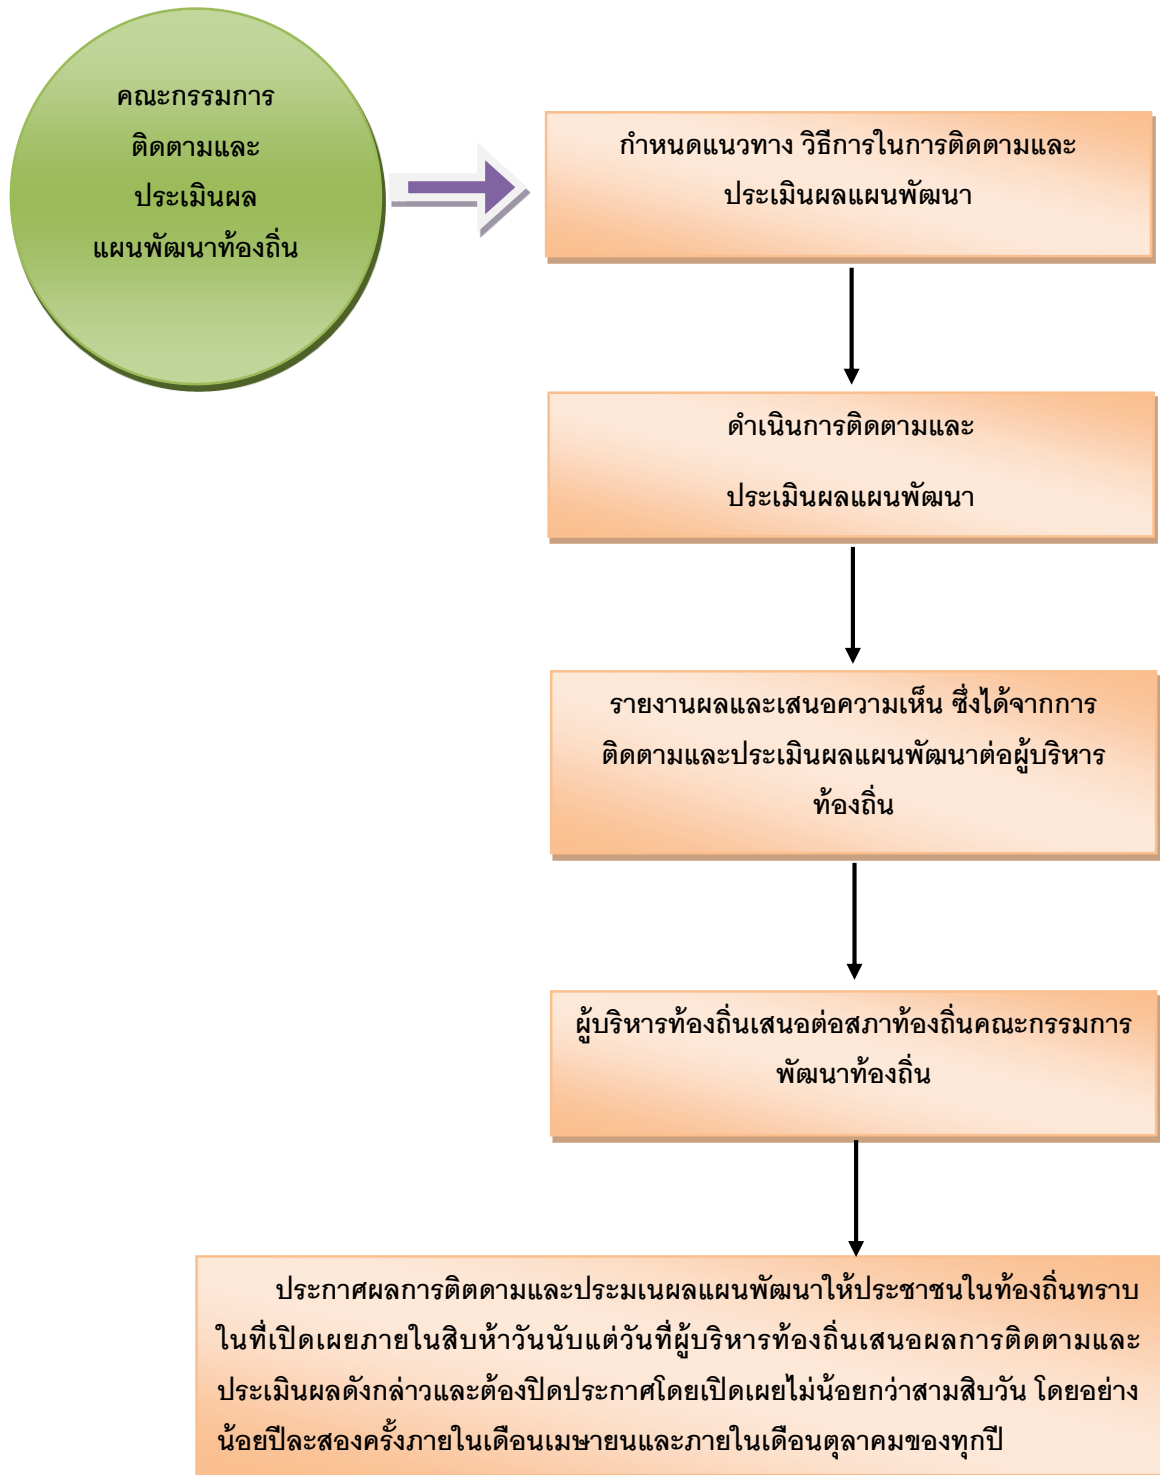 คณะกรรมการ
ติดตามและ
ประเมินผล
แผนพัฒนาท้องถิ่น
กำหนดแนวทาง วิธีการในการติดตามและ
ประเมินผลแผนพัฒนา
ดำเนินการติดตามและ
ประเมินผลแผนพัฒนา
รายงานผลและเสนอความเห็น ซึ่งได้จากการ
ติดตามและประเมินผลแผนพัฒนาต่อผู้บริหาร
ท้องถิ่น
ผู้บริหารท้องถิ่นเสนอต่อสภาท้องถิ่นคณะกรรมการ
พัฒนาท้องถิ่น
ประกาศผลการติตดามและประมเนผลแผนพัฒนาให้ประชาชนในท้องถิ่นทราบ
ในที่เปิดเผยภายในสิบห้าวันนับแต่วันที่ผู้บริหารท้องถิ่นเสนอผลการติดตามและ
ประเมินผลดังกล่าวและต้องปิดประกาศโดยเปิดเผยไม่น้อยกว่าสามสิบวัน โดยอย่าง
น้อยปีละสองครั้งภายในเดือนเมษายนและภายในเดือนตุลาคมของทุกปี